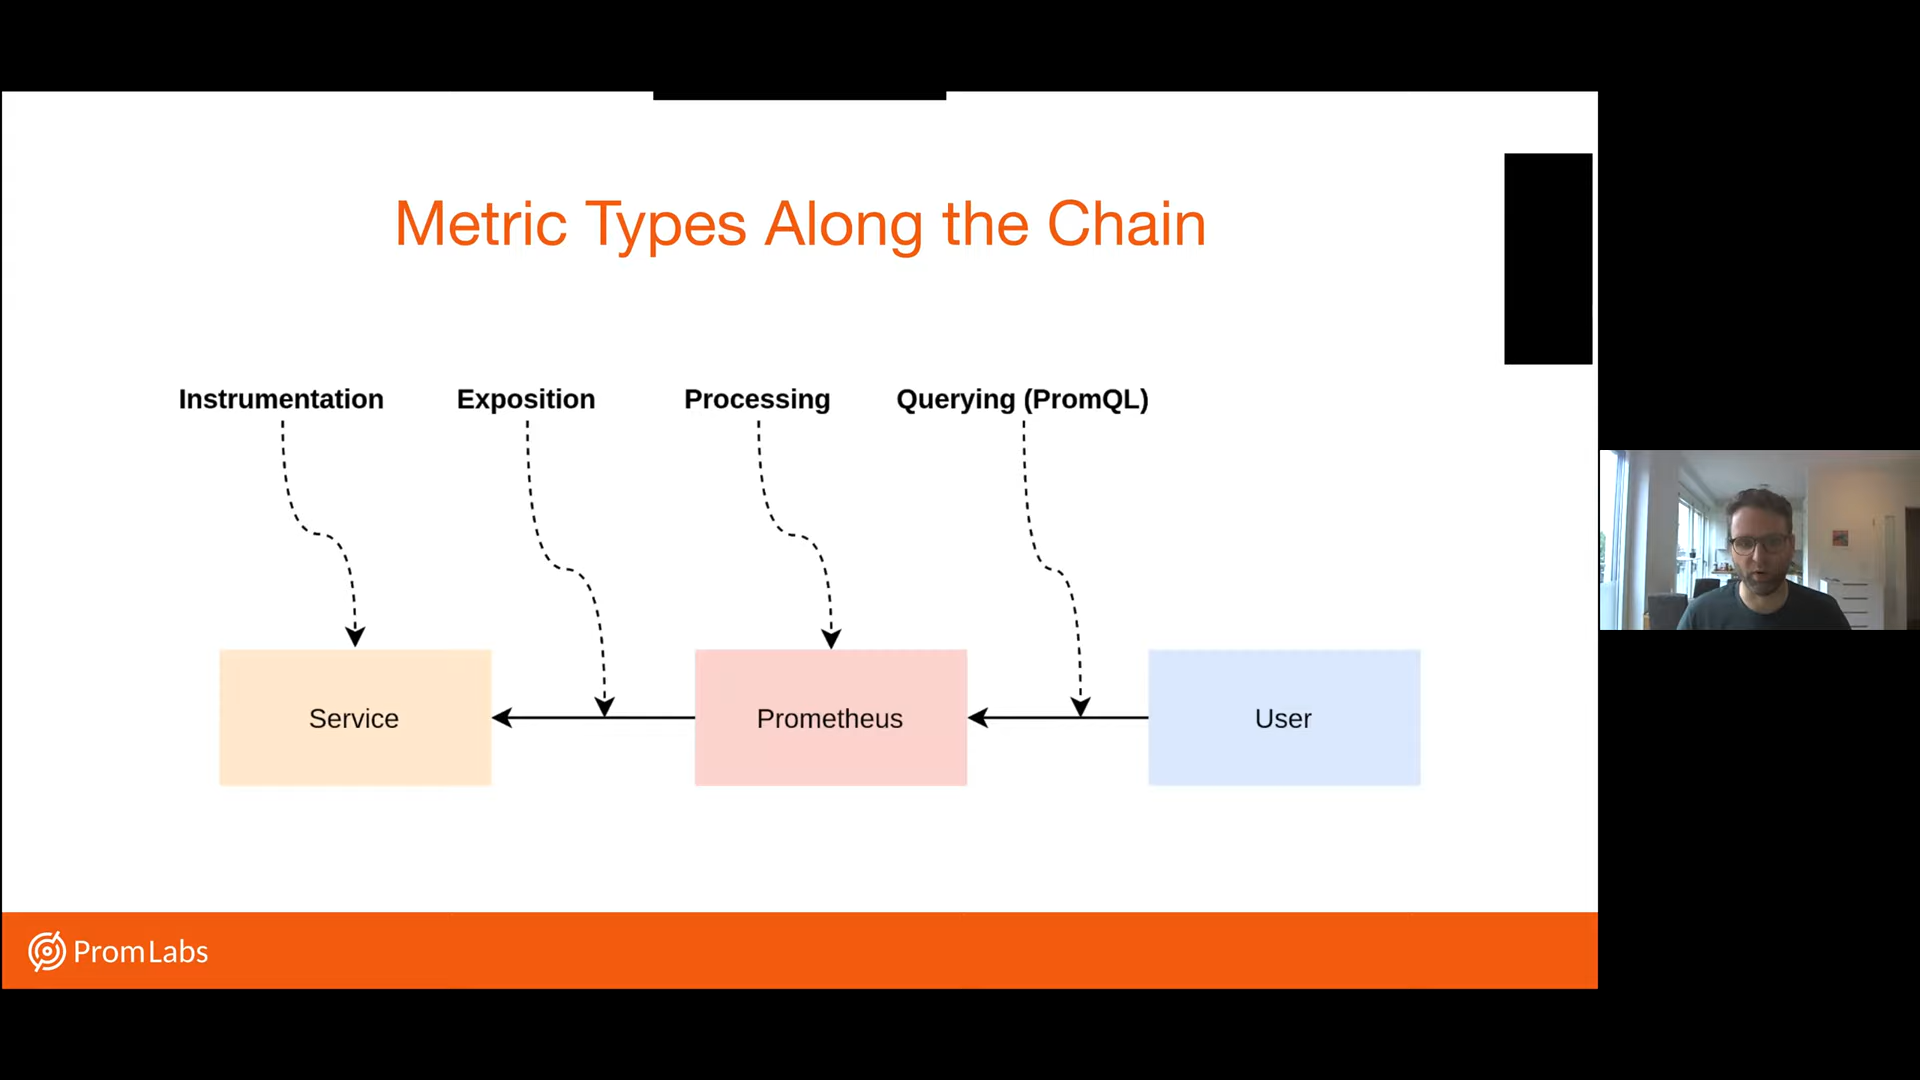 Metric Types Along the Chain
Instrumentation
Exposition
Processing
Querying (PromQL)
Service
Prometheus
User
PromLabs